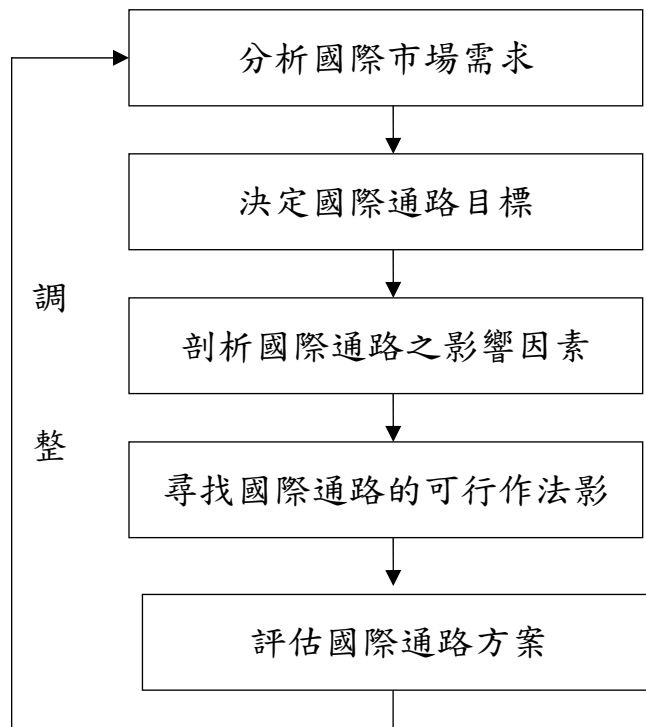 分析國際市場需求
決定國際通路目標
調
剖析國際通路之影響因素
整
尋找國際通路的可行作法影
評估國際通路方案